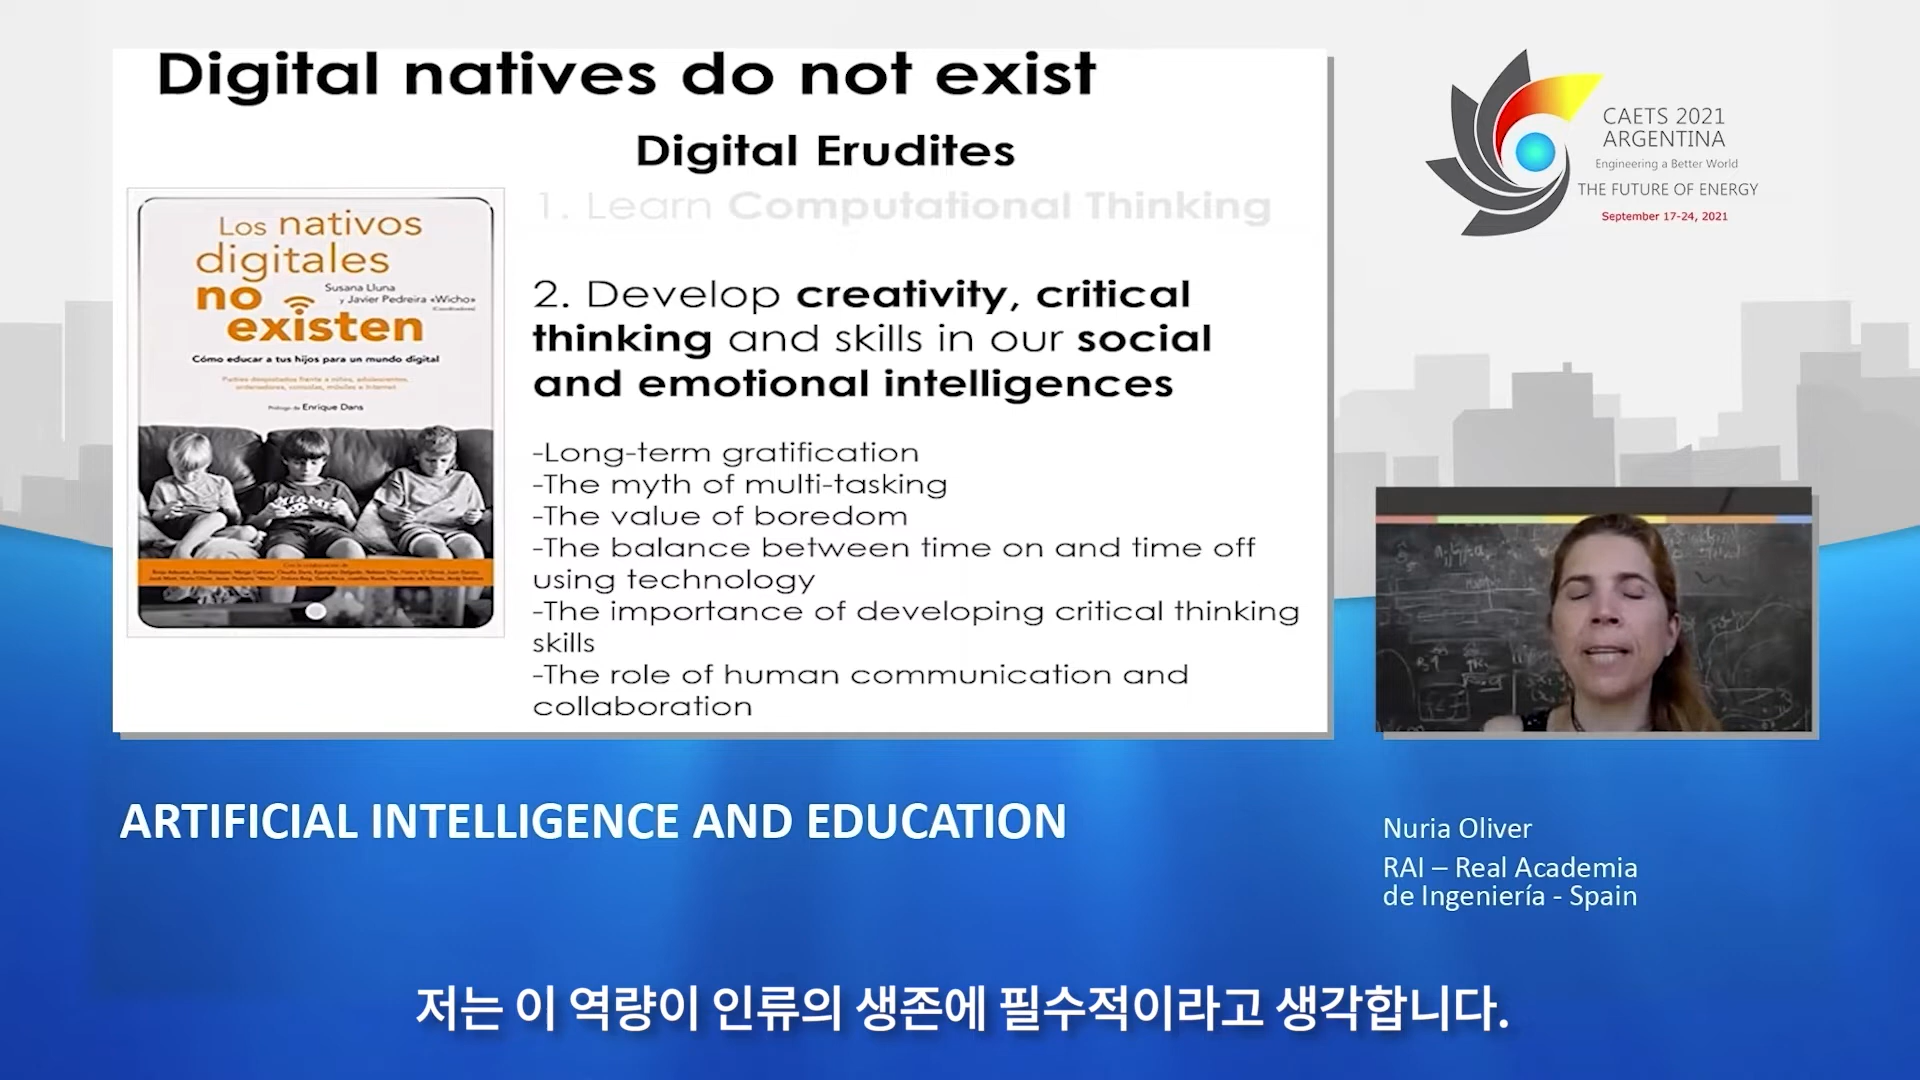 Digital natives do not exist
Digital Erudites
1. Learn Computational Thinking
2. Develop creativity, critical
thinking and skills in our social
and emotional intelligences
-Long-term gratification
-The myth of multi-tasking
-The value of boredom
-The balance between time on and time off
using technology
-The importance of developing critical thinking
skills
-The role of human communication and
collaboration
Los nativos
digitales
no
existen
Susana Lluna
y Javier Pedreira «Wicho»
Cómo educar a tus hijos para un mundo digital
Prólogo de Enrique Dans
CAETS 2021
ARGENTINA
Engineering a Better World
THE FUTURE OF ENERGY
September 17-24, 2021
ARTIFICIAL INTELLIGENCE AND EDUCATION
Nuria Oliver
RAI – Real Academia
de Ingeniería - Spain
저는 이 역량이 인류의 생존에 필수적이라고 생각합니다.